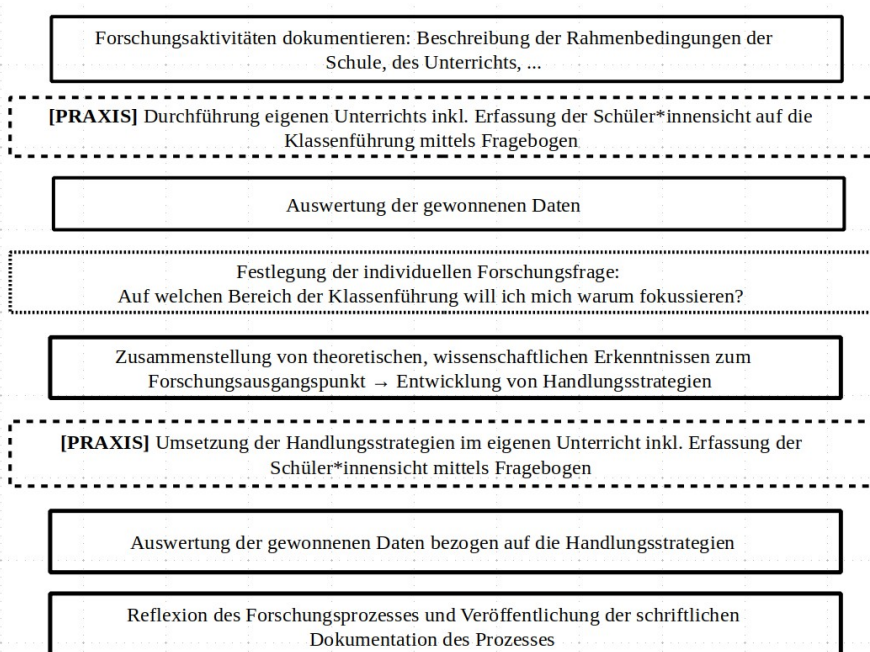 Forschungsaktivitäten dokumentieren: Beschreibung der Rahmenbedingungen der
Schule, des Unterrichts, ...
[PRAXIS] Durchführung eigenen Unterrichts inkl. Erfassung der Schüler*innensicht auf die
Klassenführung mittels Fragebogen
Auswertung der gewonnenen Daten
Festlegung der individuellen Forschungsfrage:
Auf welchen Bereich der Klassenführung will ich mich warum fokussieren?
Zusammenstellung von theoretischen, wissenschaftlichen Erkenntnissen zum
Forschungsausgangspunkt → Entwicklung von Handlungsstrategien
[PRAXIS] Umsetzung der Handlungsstrategien im eigenen Unterricht inkl. Erfassung der
Schüler*innensicht mittels Fragebogen
Auswertung der gewonnenen Daten bezogen auf die Handlungsstrategien
Reflexion des Forschungsprozesses und Veröffentlichung der schriftlichen
Dokumentation des Prozesses